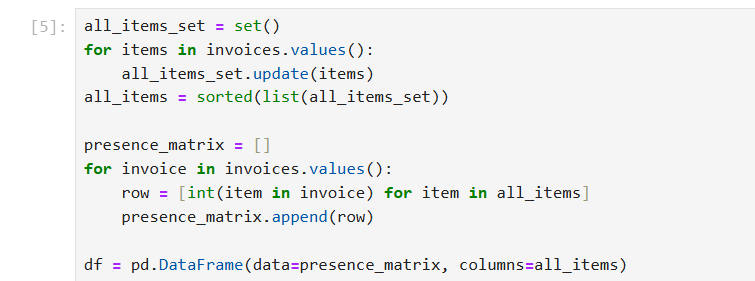 [5]:
all_items_set = set()
for items in invoices.values():
    all_items_set.update(items)
all_items = sorted(list(all_items_set))

presence_matrix = []
for invoice in invoices.values():
    row = [int(item in invoice) for item in all_items]
    presence_matrix.append(row)

df = pd.DataFrame(data=presence_matrix, columns=all_items)